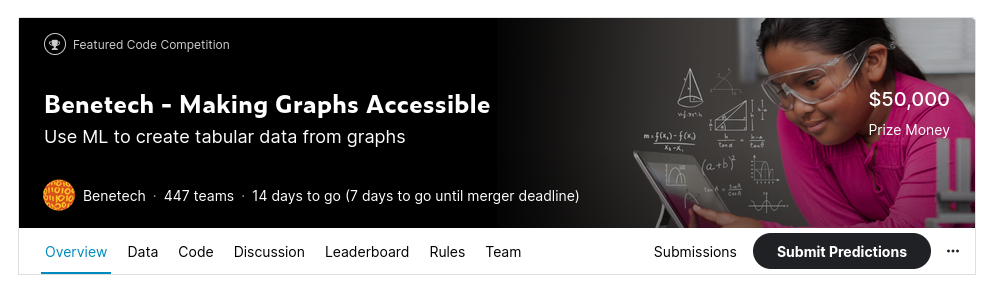 Featured Code Competition
Benetech - Making Graphs Accessible
Use ML to create tabular data from graphs
$50,000
Prize Money
Benetech · 447 teams · 14 days to go (7 days to go until merger deadline)
Overview Data Code Discussion Leaderboard Rules Team Submissions Submit Predictions ···